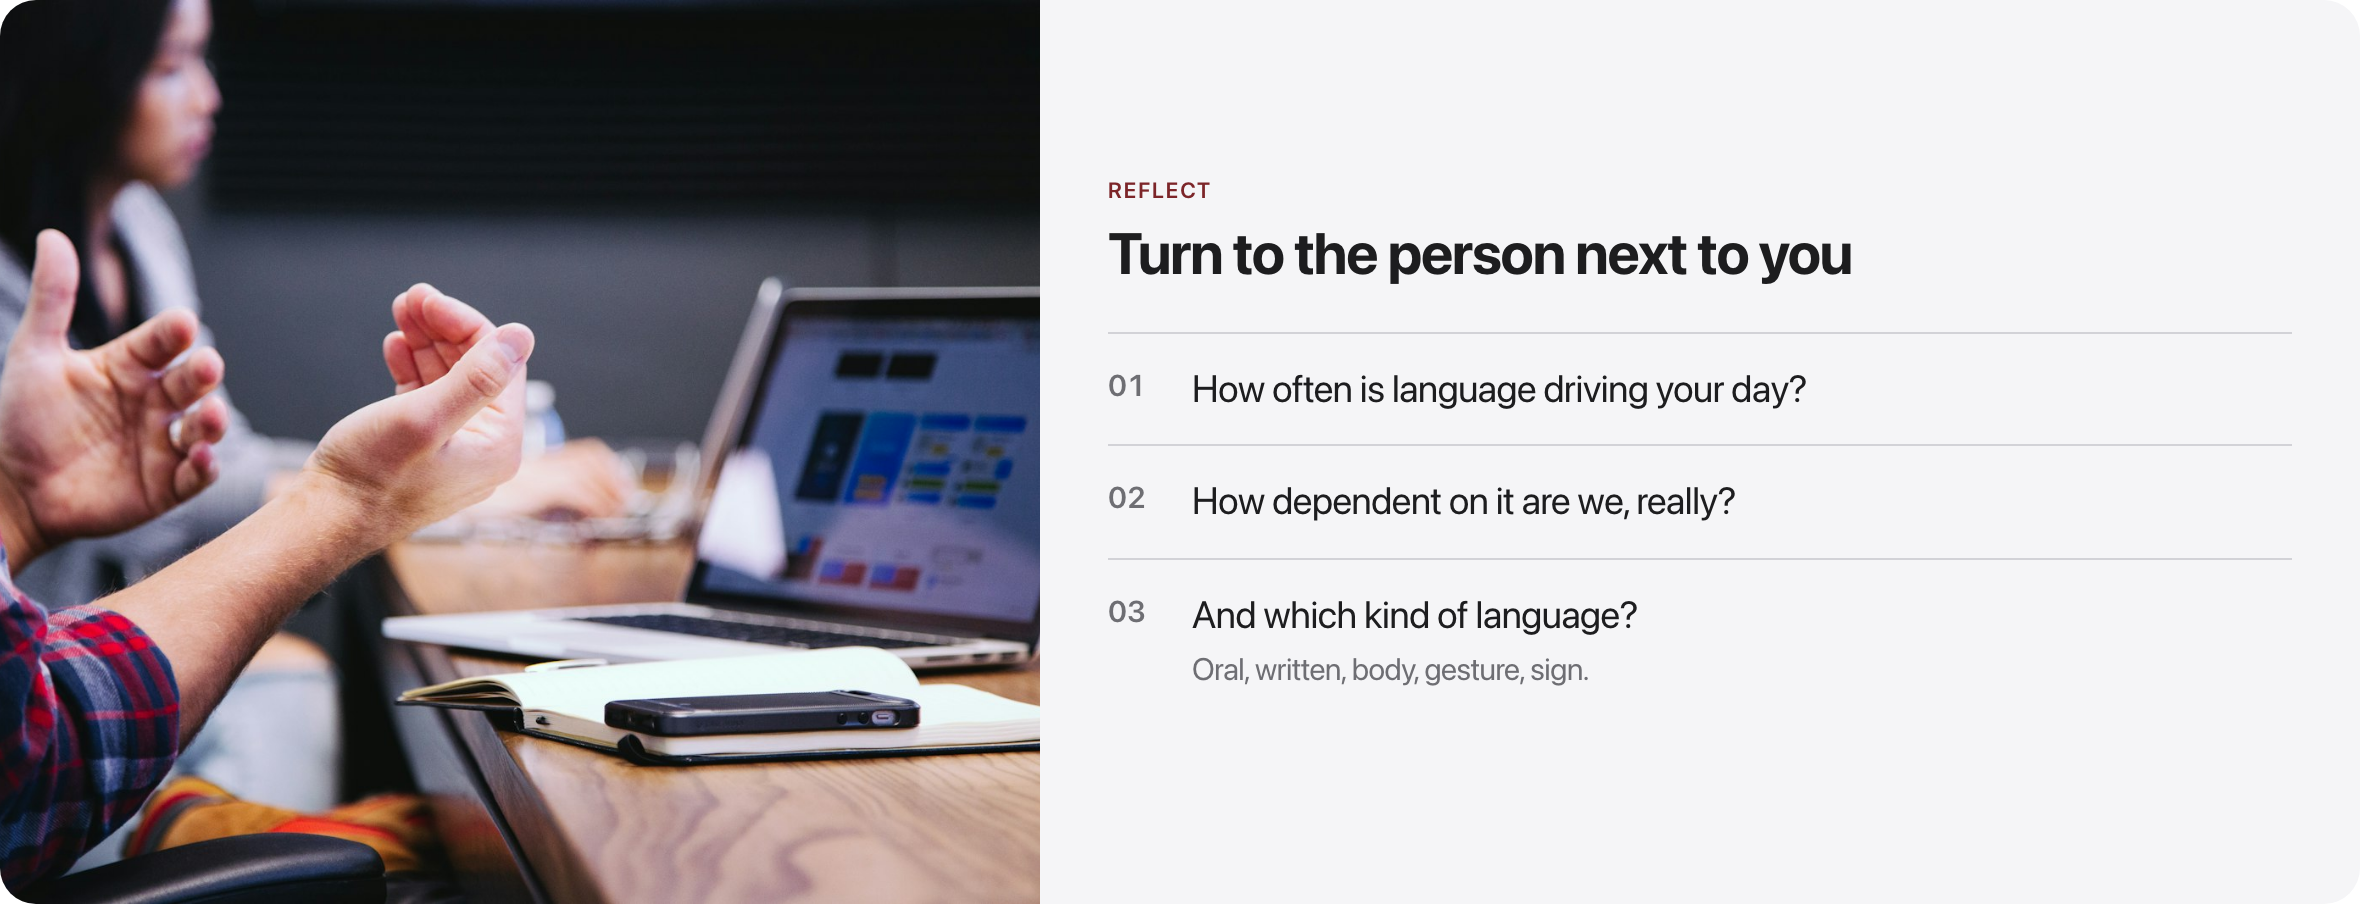 REFLECT
Turn to the person next to you
01 How often is language driving your day?
02 How dependent on it are we, really?
03 And which kind of language?
Oral, written, body, gesture, sign.